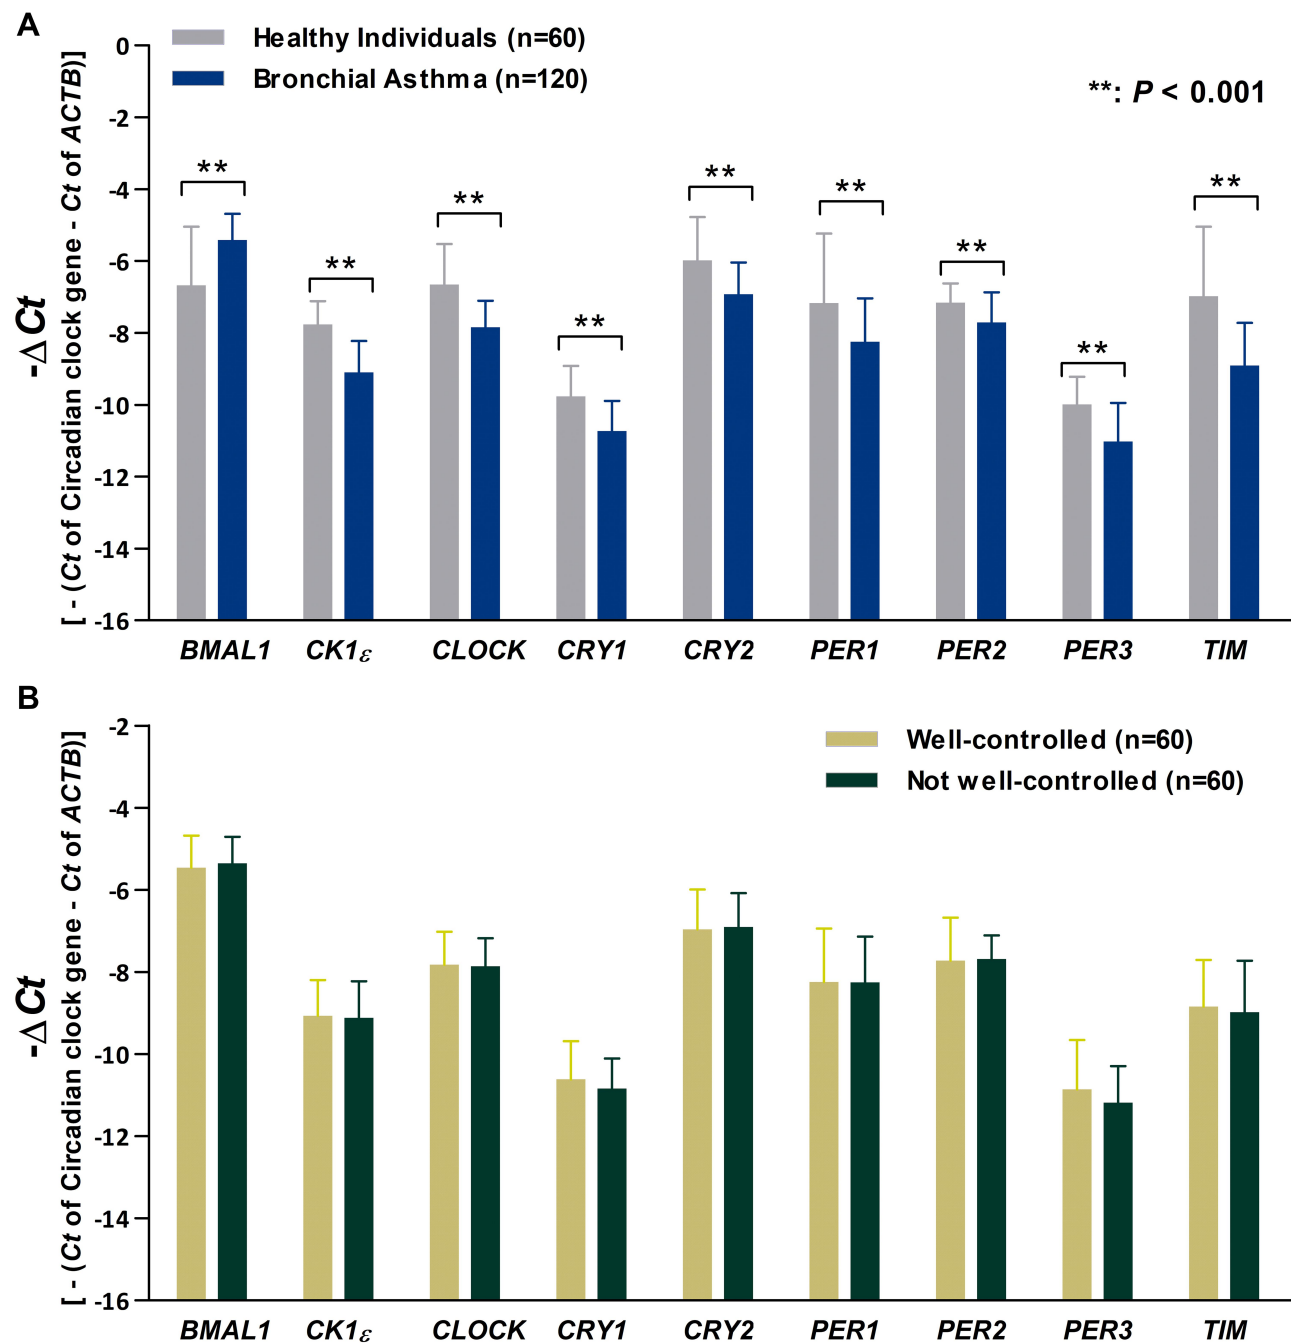 A
Healthy Individuals (n=60)
Bronchial Asthma (n=120)
**: P < 0.001
-ΔCt
[ - (Ct of Circadian clock gene - Ct of ACTB)]
0
-2
-4
-6
-8
-10
-12
-14
-16
**
**
**
**
**
**
**
**
**
BMAL1 CK1ε CLOCK CRY1 CRY2 PER1 PER2 PER3 TIM
B
Well-controlled (n=60)
Not well-controlled (n=60)
-ΔCt
[ - (Ct of Circadian clock gene - Ct of ACTB)]
-2
-4
-6
-8
-10
-12
-14
-16
BMAL1 CK1ε CLOCK CRY1 CRY2 PER1 PER2 PER3 TIM